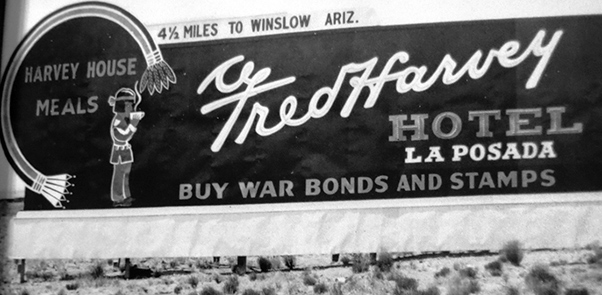 4½ MILES TO WINSLOW ARIZ.
HARVEY HOUSE
MEALS
Fred Harvey
HOTEL
LA POSADA
BUY WAR BONDS AND STAMPS